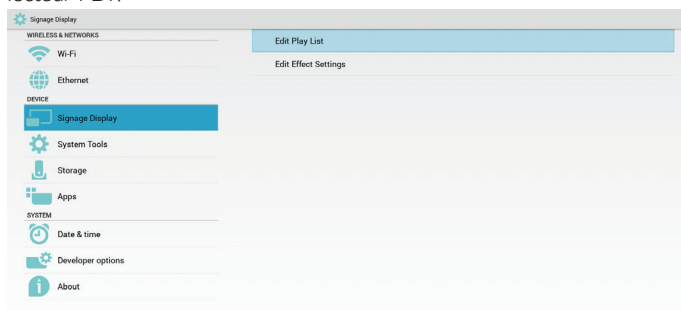 Signage Display
WIRELESS & NETWORKS
Wi-Fi
Ethernet
DEVICE
Signage Display
System Tools
Storage
Apps
SYSTEM
Date & time
Developer options
About
Edit Play List
Edit Effect Settings